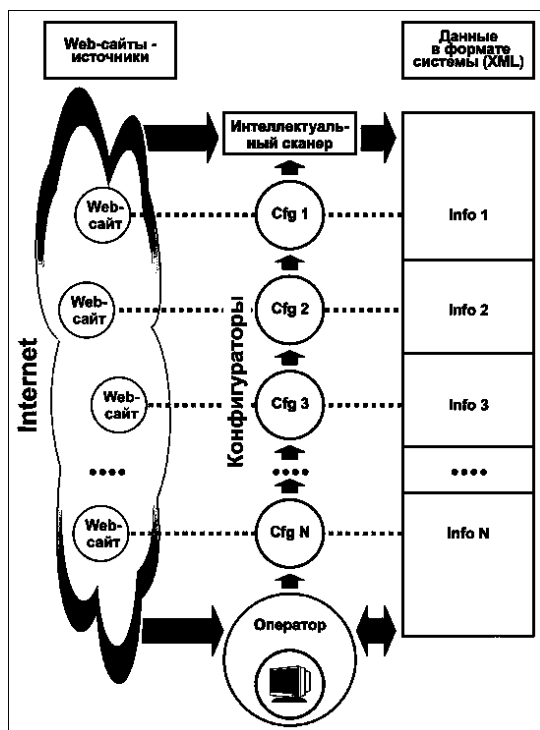 Web-сайты -
источники
Данные
в формате
системы (XML)
Интеллектуаль-
ный сканер
Web-
сайт
Cfg 1
Info 1
Web-
сайт
Cfg 2
Info 2
Internet
Конфигураторы
Web-
сайт
Cfg 3
Info 3
....
....
....
Web-
сайт
Cfg N
Info N
Оператор